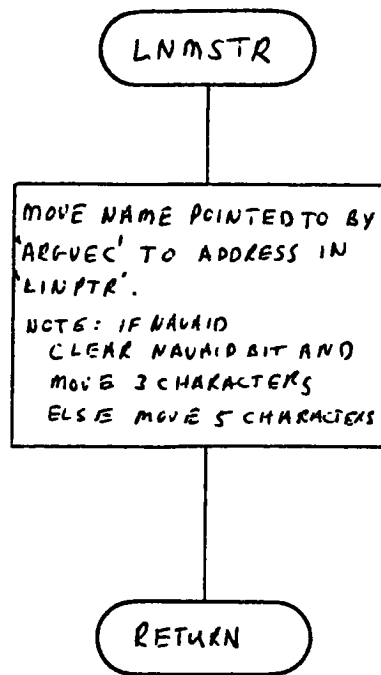 LNMSTR
MOVE NAME POINTED TO BY
'ARGVEC' TO ADDRESS IN
'LINPTR'.
NOTE: IF NAVAID
CLEAR NAVAID BIT AND
MOVE 3 CHARACTERS
ELSE MOVE 5 CHARACTERS
RETURN